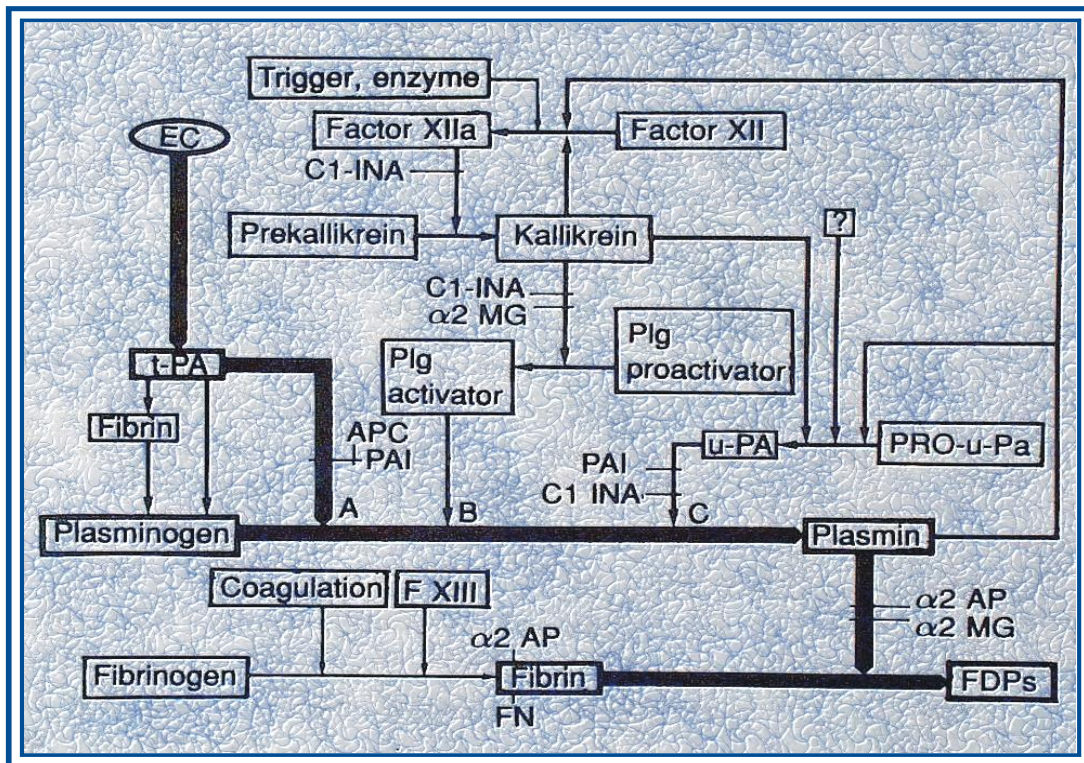 Trigger, enzyme
EC
Factor XIIa
Factor XII
C1-INA
Prekallikrein
Kallikrein
?
C1-INA
α2 MG
Plg
proactivator
t-PA
Plg
activator
Fibrin
APC
PAI
u-PA
PRO-u-Pa
PAI
C1 INA
A
B
C
Plasminogen
Plasmin
Coagulation
F XIII
α2 AP
α2 MG
α2 AP
Fibrinogen
Fibrin
FDPs
FN